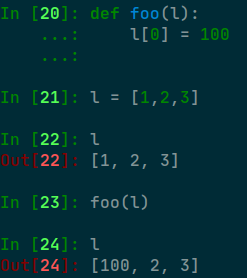 In [20]: def foo(l):
    ...:     l[0] = 100
    ...:
In [21]: l = [1,2,3]
In [22]: l
Out[22]: [1, 2, 3]
In [23]: foo(l)
In [24]: l
Out[24]: [100, 2, 3]